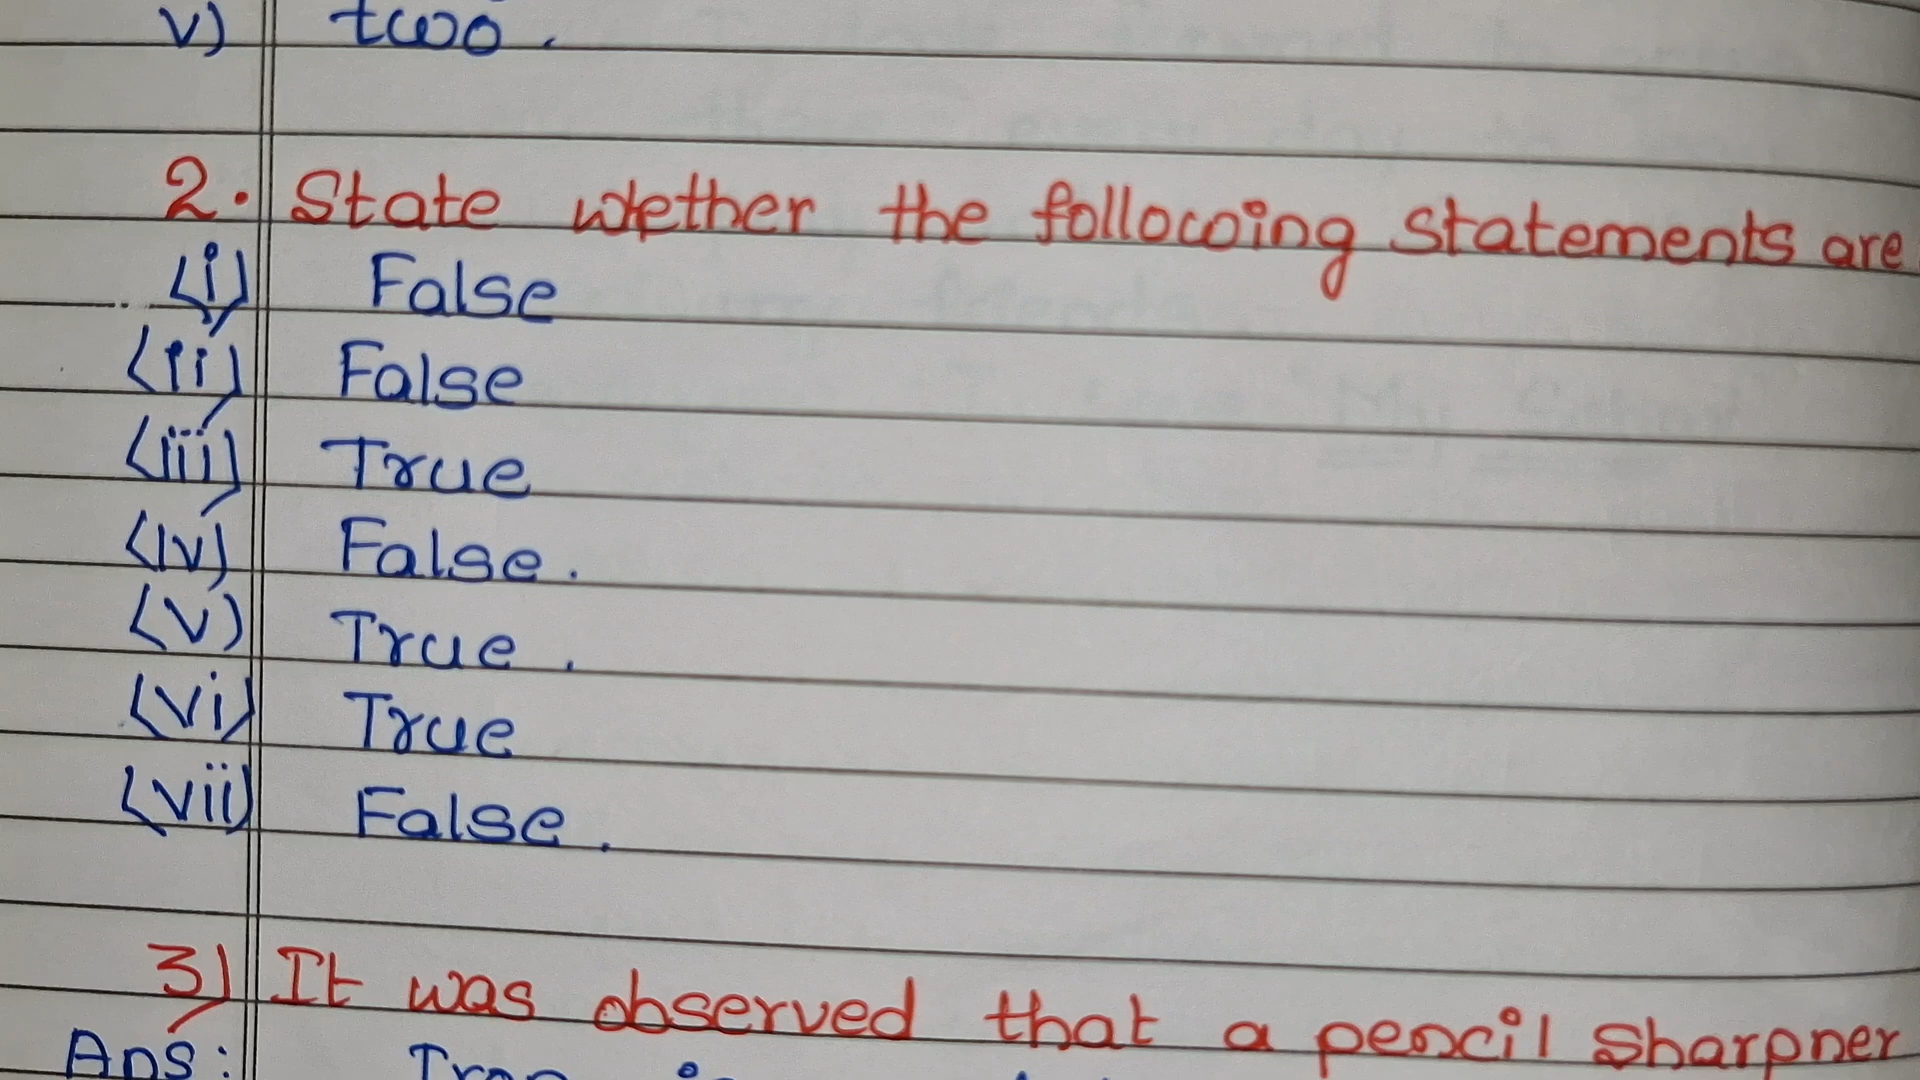 v) two.
2. State wether the following statements are
(i) False
(ii) False
(iii) True
(iv) False.
(v) True.
(vi) True
(vii) False.
3) It was observed that a pencil sharpner
Ans: